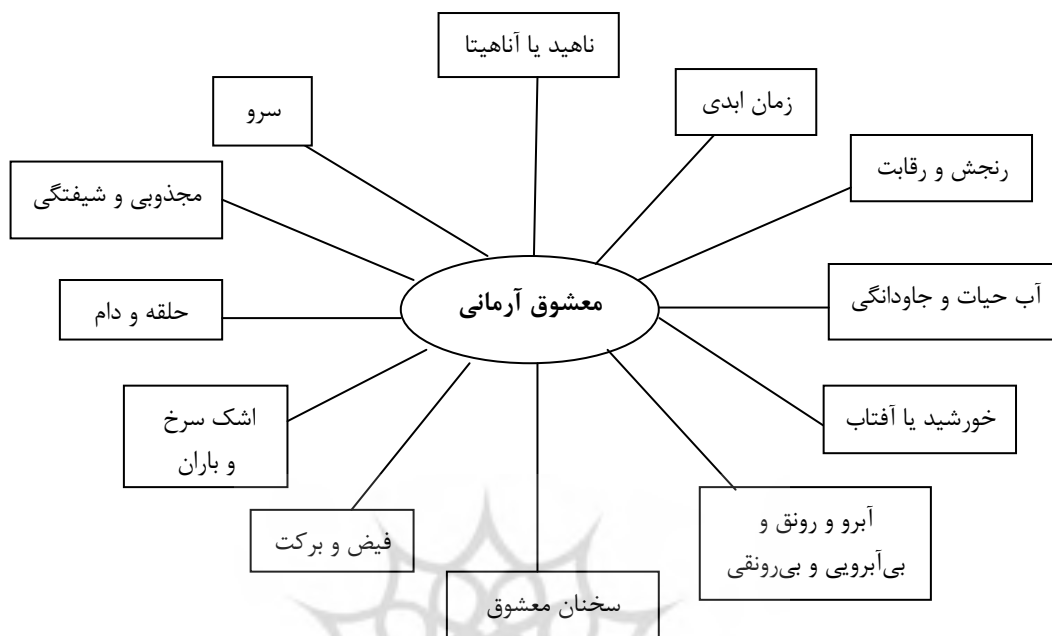 ناهید یا آناهیتا
زمان ابدی
سرو
رنجش و رقابت
مجذوبی و شیفتگی
معشوق آرمانی
آب حیات و جاودانگی
حلقه و دام
خورشید یا آفتاب
اشک سرخ
و باران
آبرو و رونق و
بی‌آبرویی و بی‌رونقی
فیض و برکت
سخنان معشوق